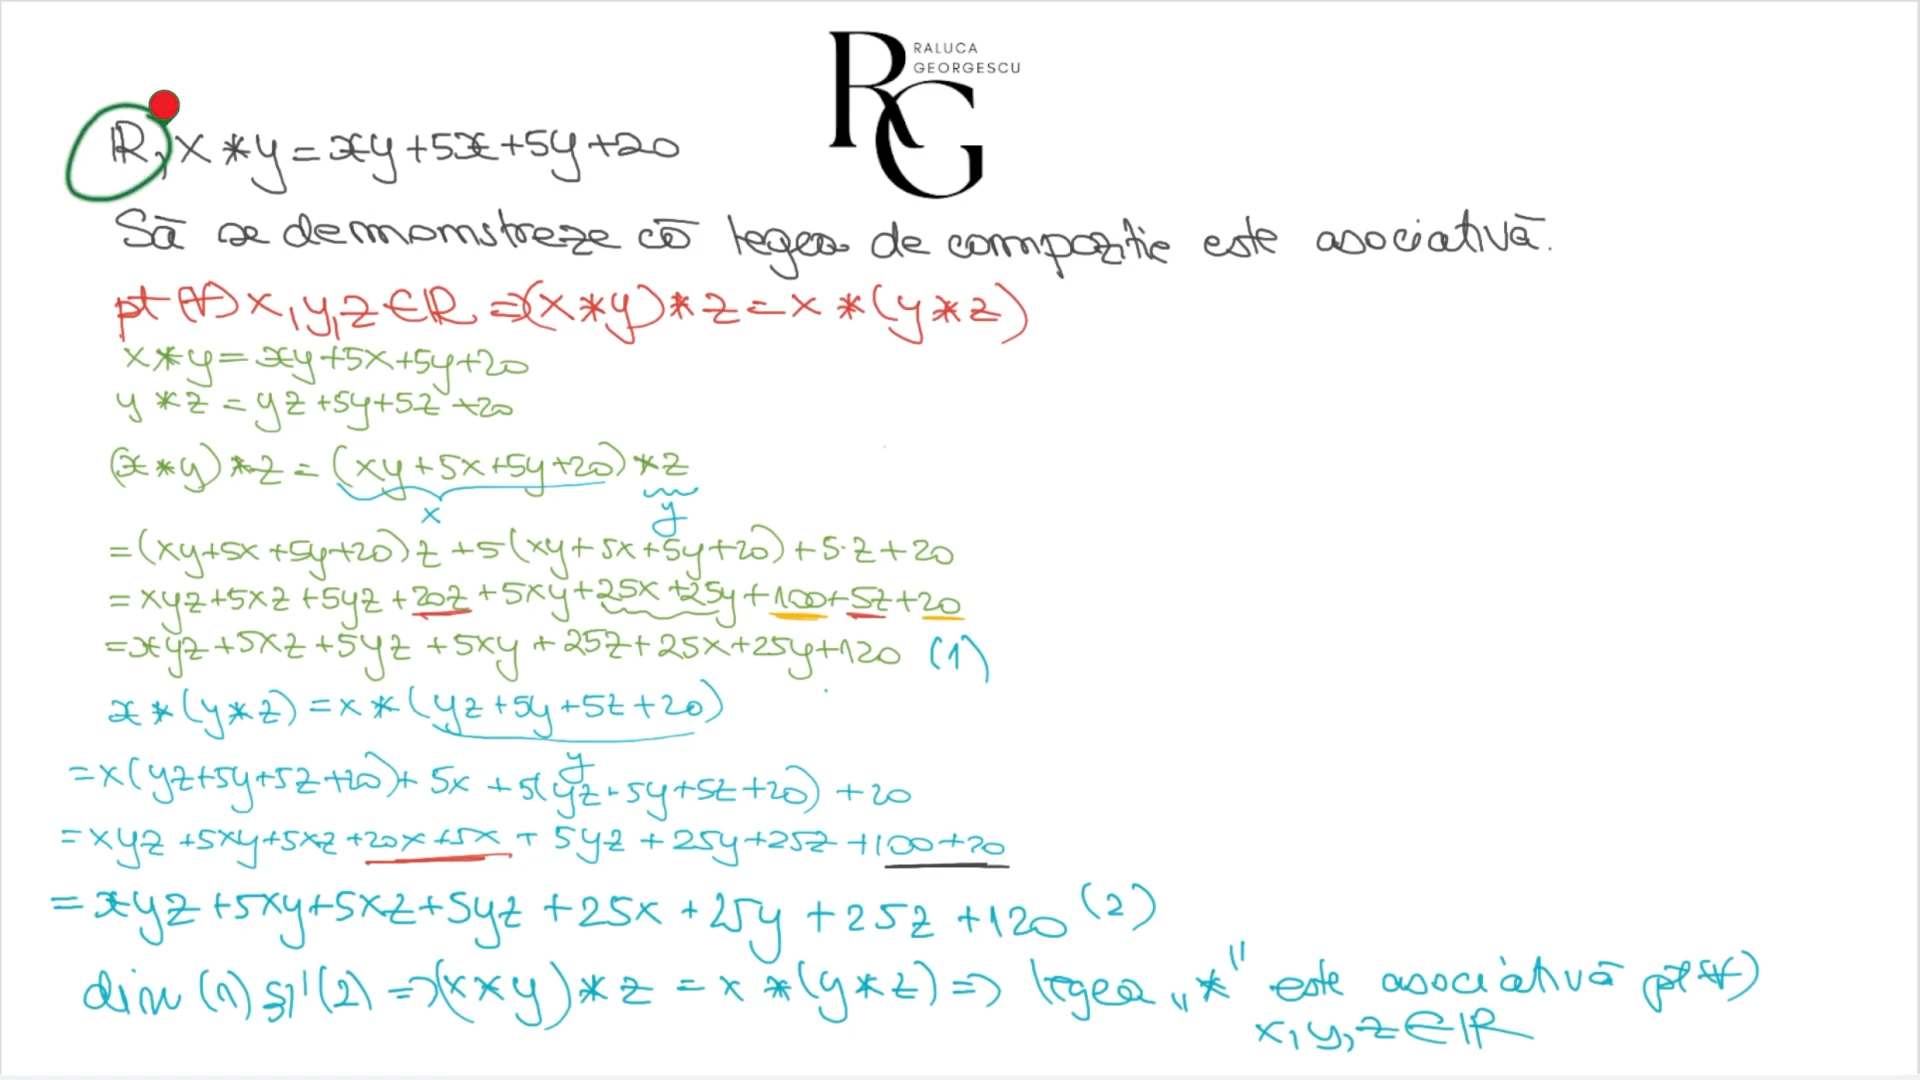 RALUCA
GEORGESCU
RG
ℝ, x * y = xy + 5x + 5y + 20
Să se demonstreze că legea de compoziție este asociativă.
pt (∀) x, y, z ∈ ℝ ⇒ (x * y) * z = x * (y * z)
x * y = xy + 5x + 5y + 20
y * z = yz + 5y + 5z + 20
(x * y) * z = (xy + 5x + 5y + 20) * z
x y
= (xy + 5x + 5y + 20) z + 5 (xy + 5x + 5y + 20) + 5·z + 20
= xyz + 5xz + 5yz + 20z + 5xy + 25x + 25y + 100 + 5z + 20
= xyz + 5xz + 5yz + 5xy + 25z + 25x + 25y + 120 (1)
x * (y * z) = x * (yz + 5y + 5z + 20)
y
= x (yz + 5y + 5z + 20) + 5x + 5(yz + 5y + 5z + 20) + 20
= xyz + 5xy + 5xz + 20x + 5x + 5yz + 25y + 25z + 100 + 20
= xyz + 5xy + 5xz + 5yz + 25x + 25y + 25z + 120 (2)
din (1) și (2) ⇒ (x * y) * z = x * (y * z) ⇒ legea „*" este asociativă pt (∀)
x, y, z ∈ ℝ